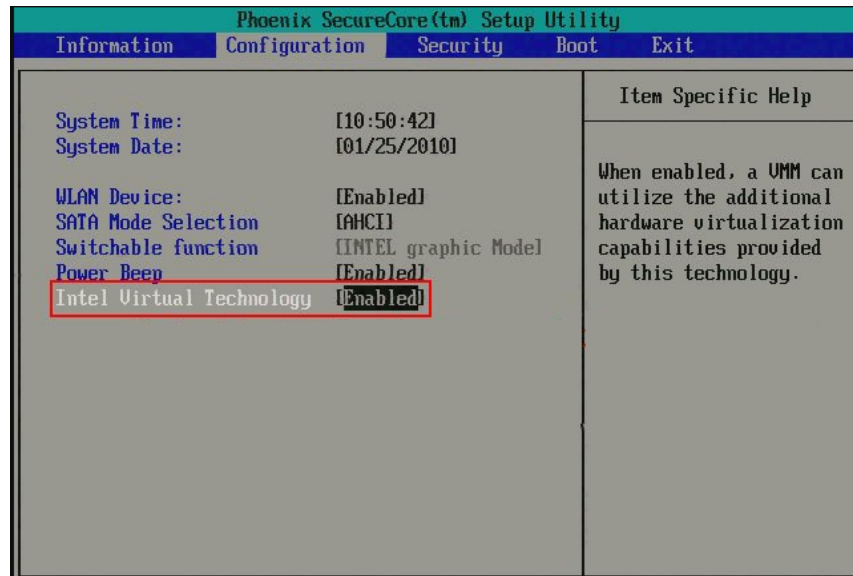 Phoenix SecureCore(tm) Setup Utility
Information Configuration Security Boot Exit
System Time: [10:50:42]
System Date: [01/25/2010]
WLAN Device: [Enabled]
SATA Mode Selection [AHCI]
Switchable function [INTEL graphic Mode]
Power Beep [Enabled]
Intel Virtual Technology [Enabled]
Item Specific Help
When enabled, a VMM can
utilize the additional
hardware virtualization
capabilities provided
by this technology.